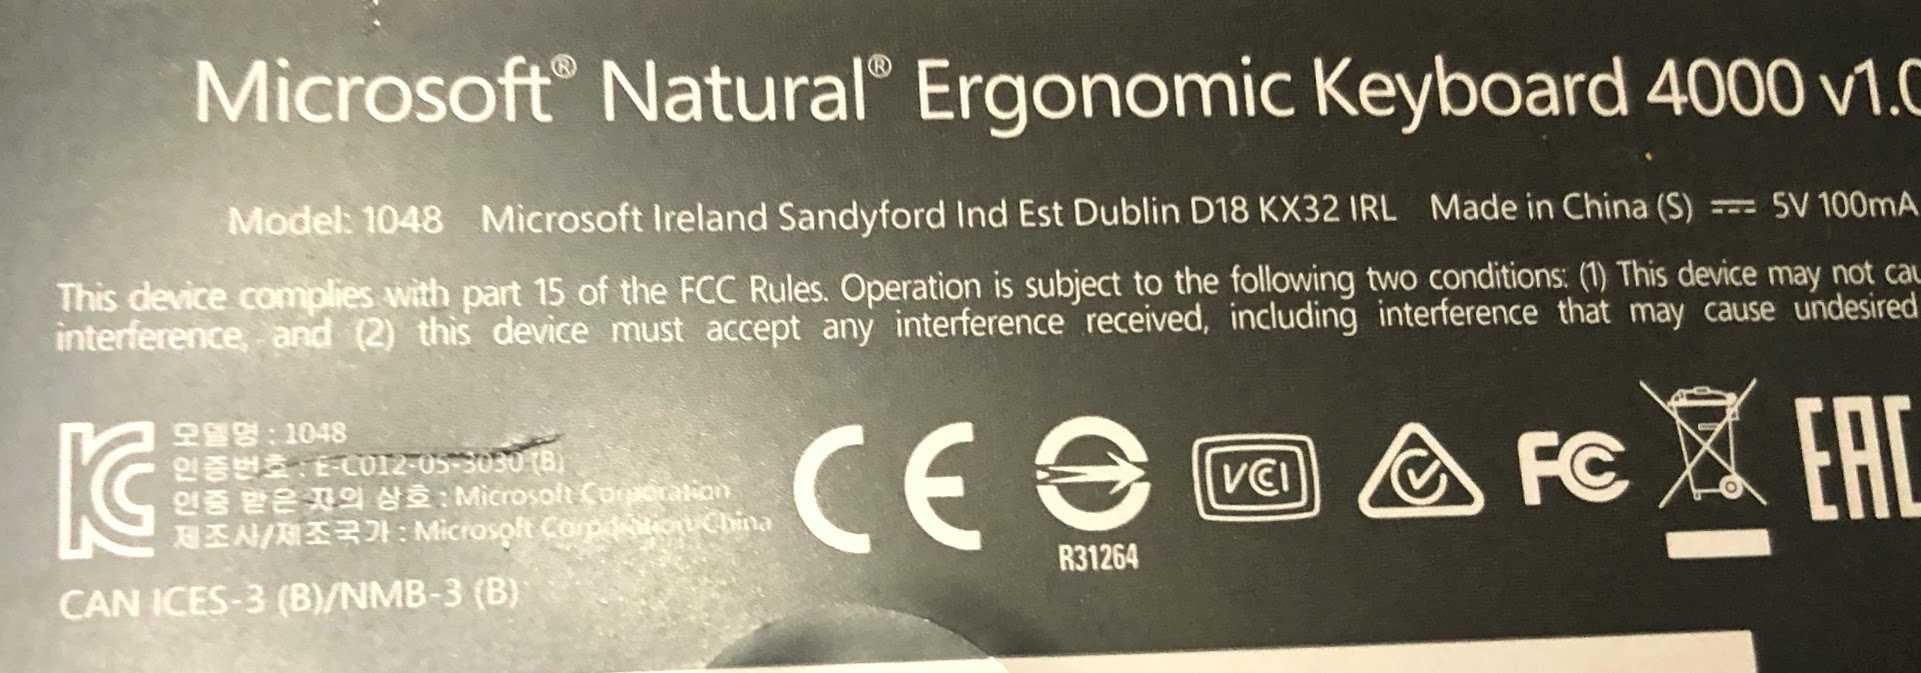 Microsoft® Natural® Ergonomic Keyboard 4000 v1.0
Model: 1048 Microsoft Ireland Sandyford Ind Est Dublin D18 KX32 IRL Made in China (S) ⎓ 5V 100mA
This device complies with part 15 of the FCC Rules. Operation is subject to the following two conditions: (1) This device may not cau
interference, and (2) this device must accept any interference received, including interference that may cause undesired
모델명 : 1048
인증번호 : E-C012-05-3030 (B)
인증 받은 자의 상호 : Microsoft Corporation
제조사/제조국가 : Microsoft Corporation/China
CAN ICES-3 (B)/NMB-3 (B)
CE
R31264
VCCI
FC
EAC